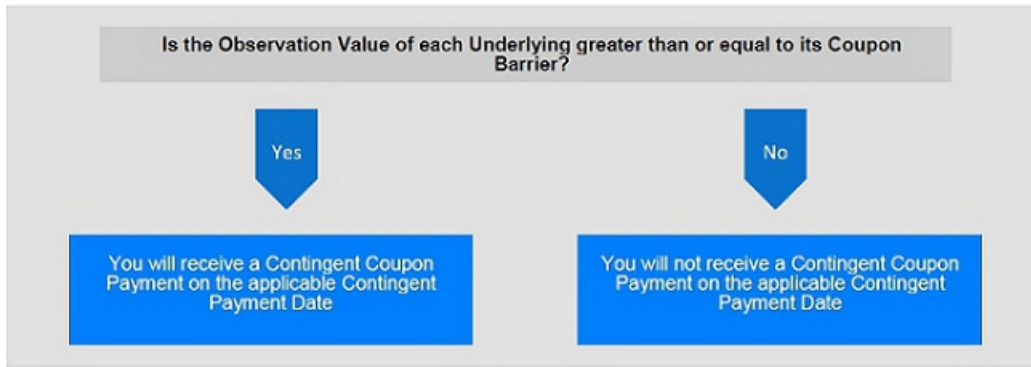 Is the Observation Value of each Underlying greater than or equal to its Coupon
Barrier?
Yes
No
You will receive a Contingent Coupon
Payment on the applicable Contingent
Payment Date
You will not receive a Contingent Coupon
Payment on the applicable Contingent
Payment Date